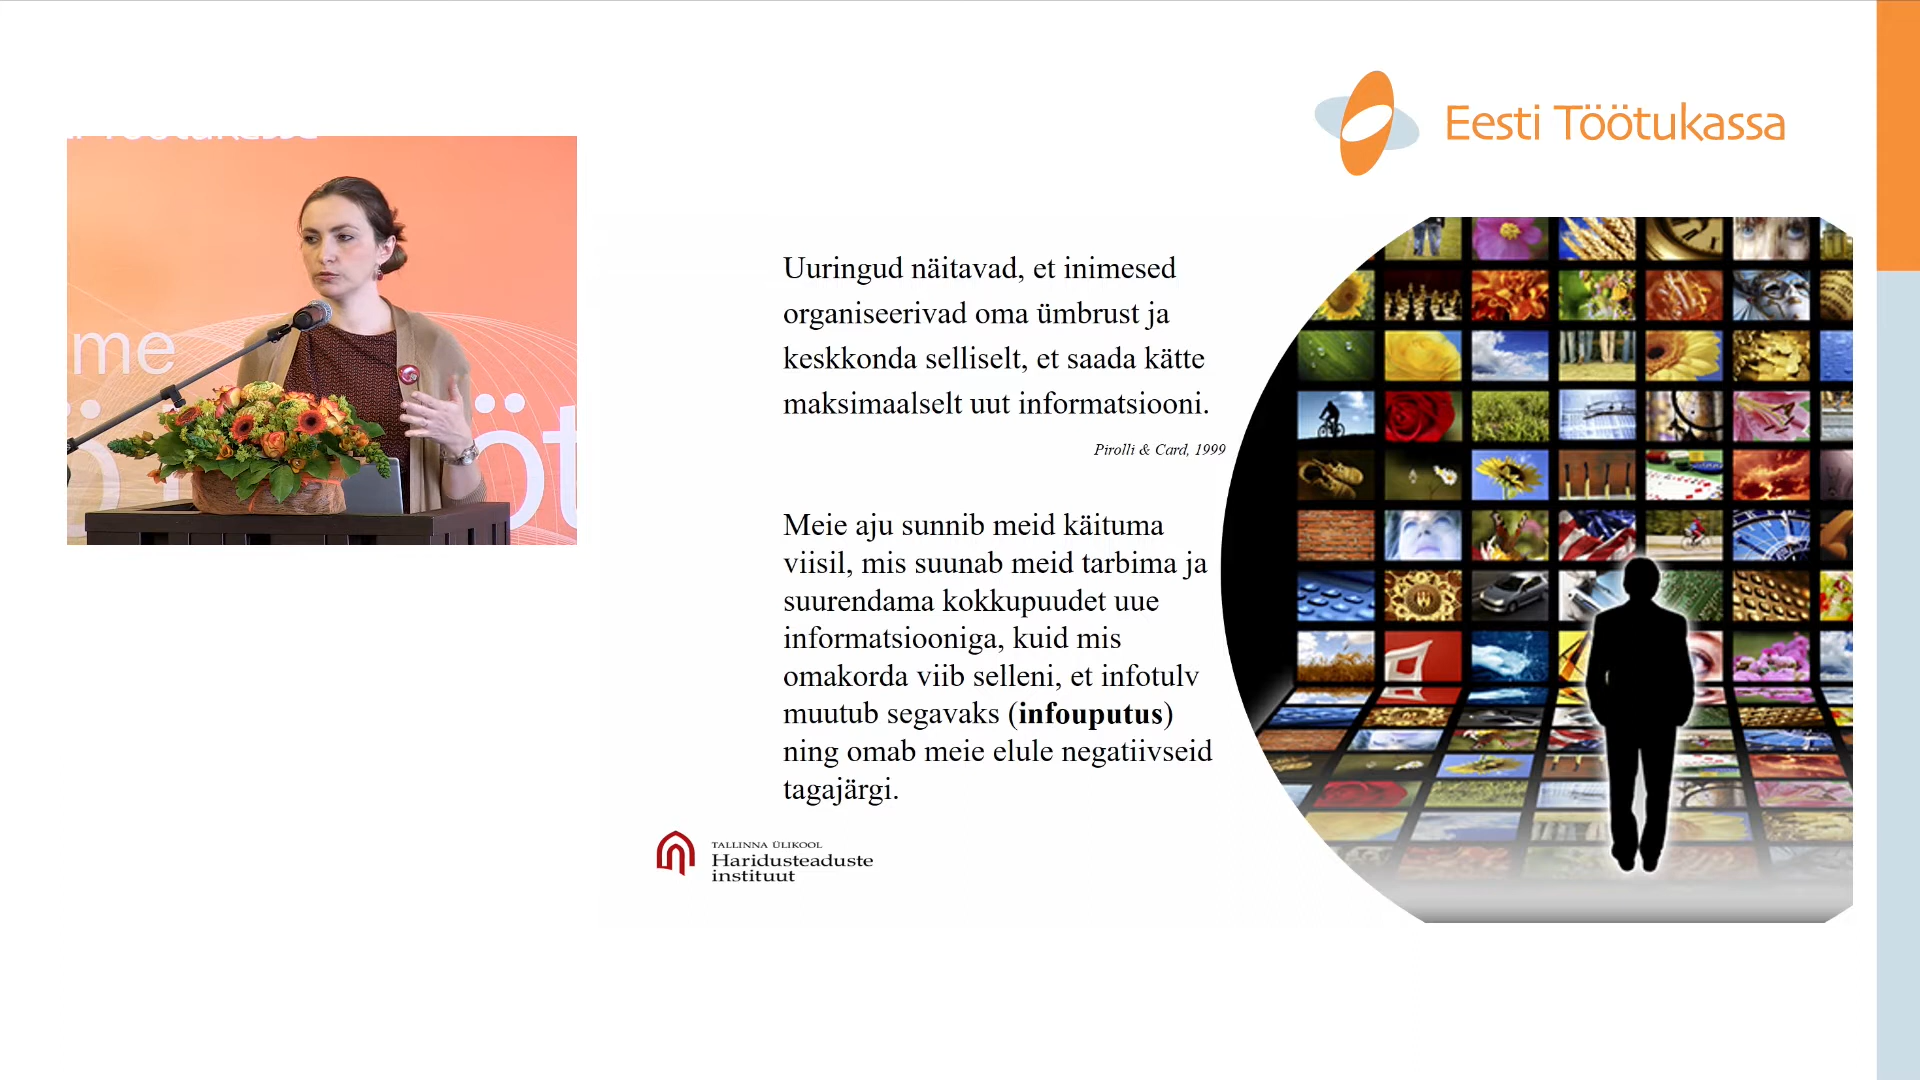 Eesti Töötukassa
me
öt
Uuringud näitavad, et inimesed
organiseerivad oma ümbrust ja
keskkonda selliselt, et saada kätte
maksimaalselt uut informatsiooni.
Pirolli & Card, 1999
Meie aju sunnib meid käituma
viisil, mis suunab meid tarbima ja
suurendama kokkupuudet uue
informatsiooniga, kuid mis
omakorda viib selleni, et infotulv
muutub segavaks (infouputus)
ning omab meie elule negatiivseid
tagajärgi.
TALLINNA ÜLIKOOL
Haridusteaduste
instituut